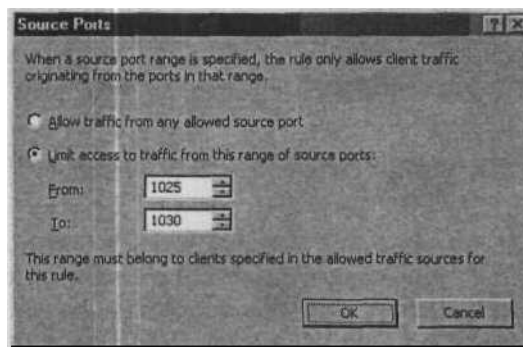 Source Ports
When a source port range is specified, the rule only allows client traffic
originating from the ports in that range.
Allow traffic from any allowed source port
Limit access to traffic from this range of source ports:
From: 1025
To: 1030
This range must belong to clients specified in the allowed traffic sources for
this rule.
OK Cancel